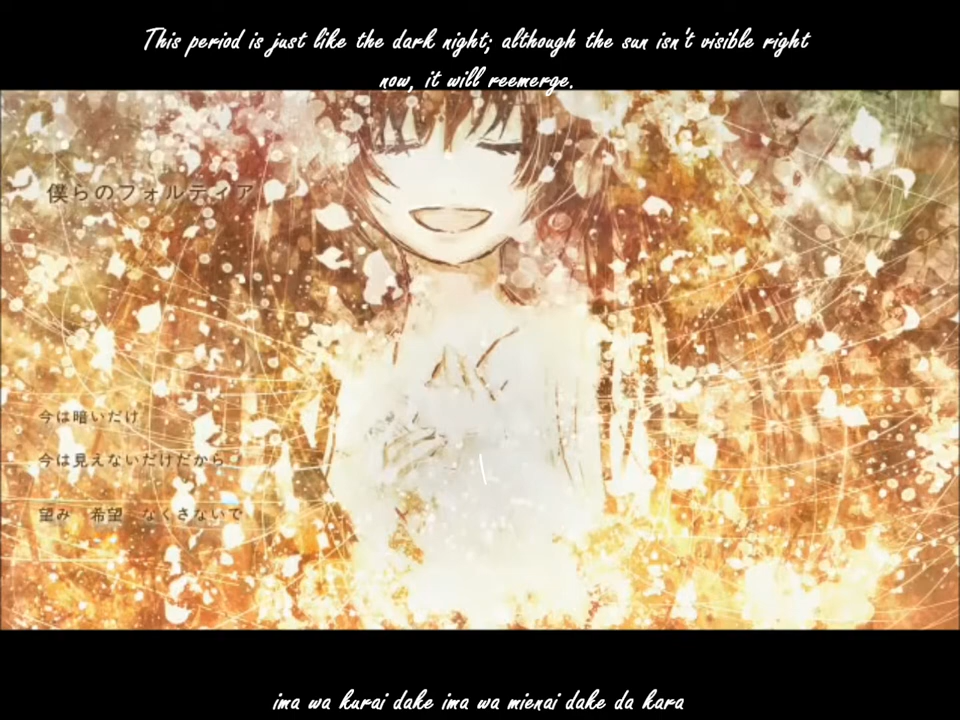 This period is just like the dark night; although the sun isn't visible right
now, it will reemerge.
僕らのフォルティア
今は暗いだけ
今は見えないだけだから
望み 希望 なくさないで
ima wa kurai dake ima wa mienai dake da kara